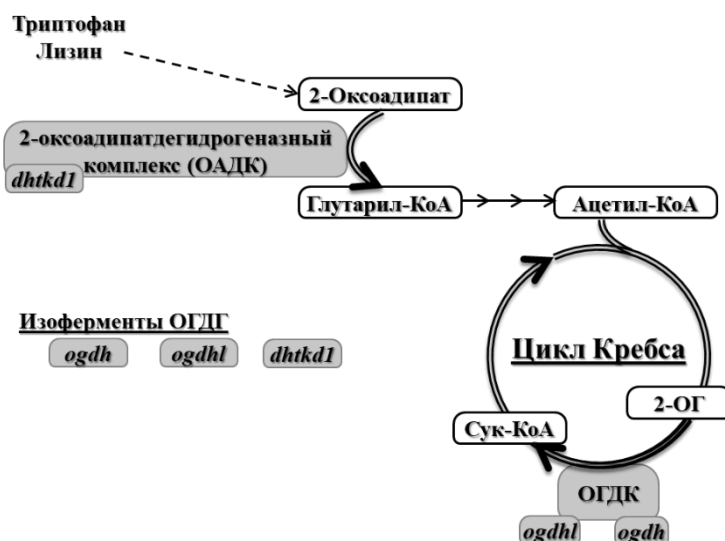 Триптофан
Лизин
2-Оксоадипат
2-оксоадипатдегидрогеназный
комплекс (ОАДК)
dhtkd1
Глутарил-КоА
Ацетил-КоА
Изоферменты ОГДГ
ogdh
ogdhl
dhtkd1
Цикл Кребса
2-ОГ
Сук-КоА
ОГДК
ogdhl
ogdh